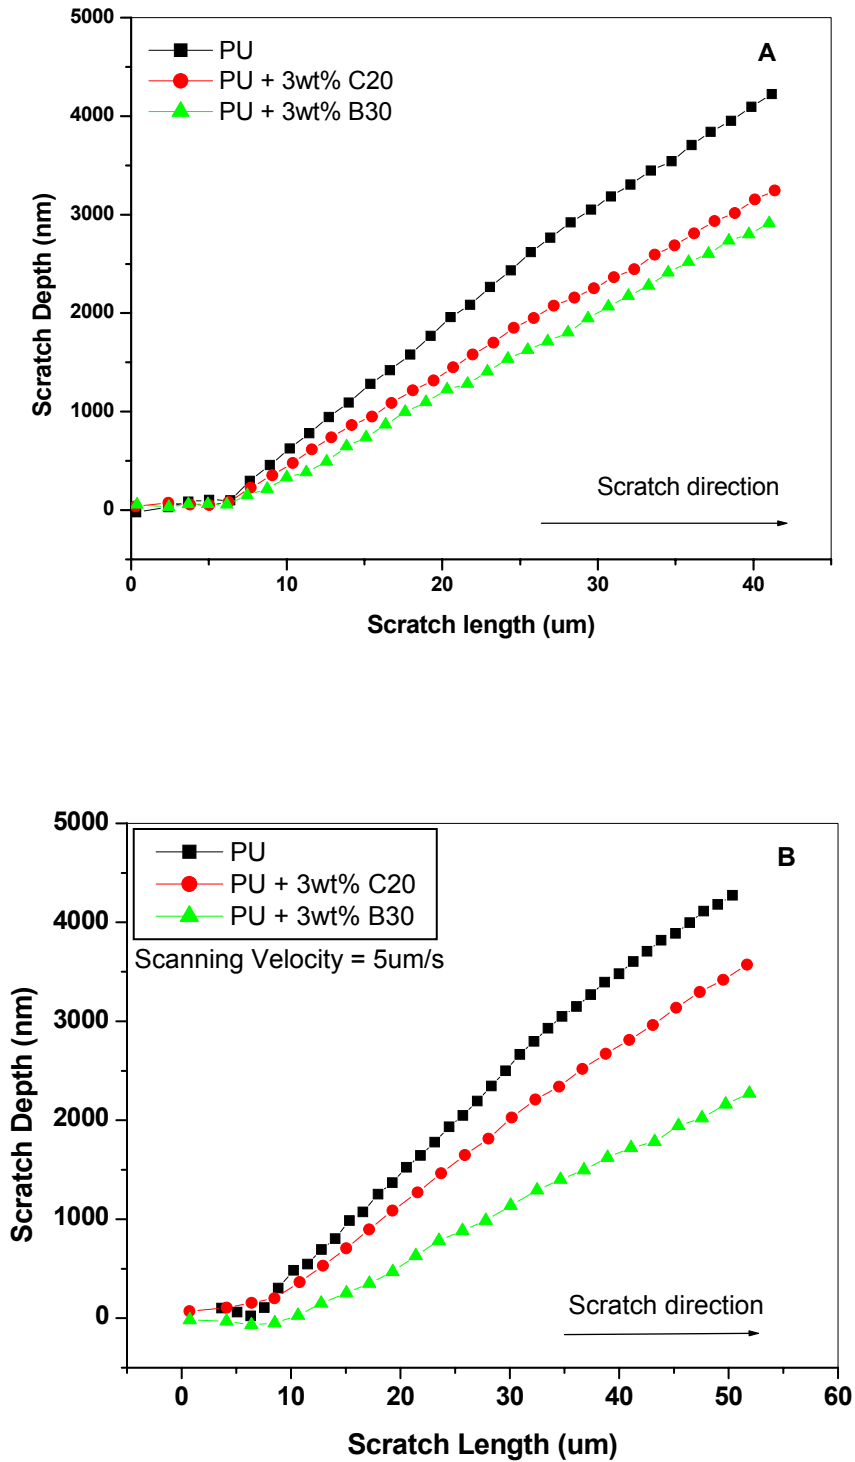 5000
PU
A
PU + 3wt% C20
PU + 3wt% B30
4000
3000
2000
1000
0
Scratch Depth (nm)
Scratch direction
0 10 20 30 40
Scratch length (um)
5000
PU
B
PU + 3wt% C20
PU + 3wt% B30
4000
Scanning Velocity = 5um/s
3000
2000
1000
0
Scratch Depth (nm)
Scratch direction
0 10 20 30 40 50 60
Scratch Length (um)